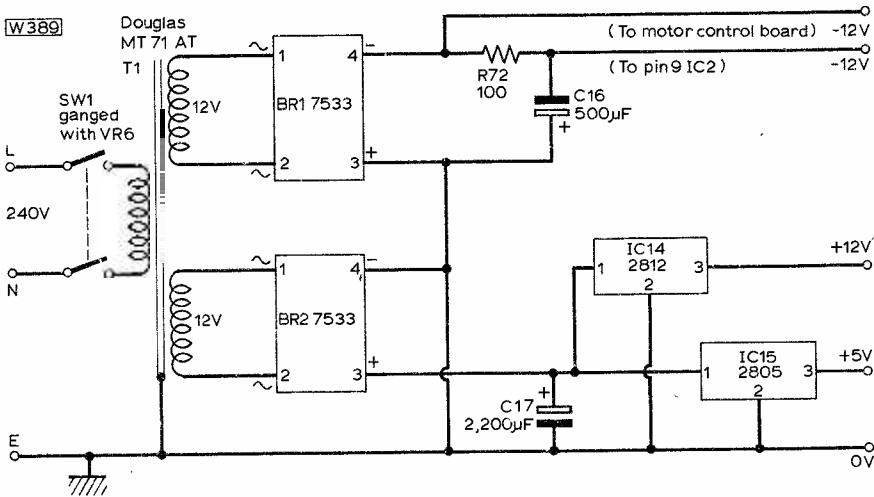 W389
Douglas
MT 71 AT
T1
SW1
ganged
with VR6
L
240V
N
E
12V
~
1
4
-
BR1 7533
~
2
3
+
12V
~
1
4
-
BR2 7533
~
2
3
+
R72
100
C16
500µF
+
(To motor control board)
-12V
(To pin 9 IC2)
-12V
IC14
2812
1
2
3
+12V
IC15
2805
1
2
3
+5V
+
C17
2,200µF
0V